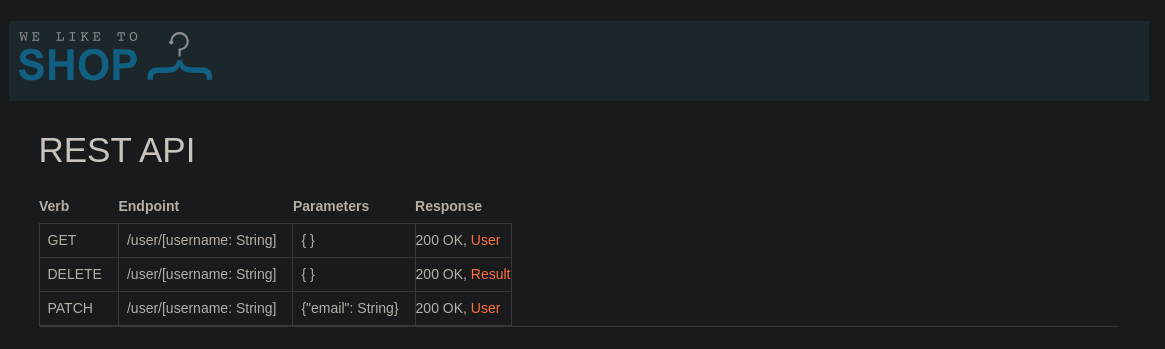 WE LIKE TO
SHOP
REST API
Verb Endpoint Parameters Response
GET /user/[username: String] { } 200 OK, User
DELETE /user/[username: String] { } 200 OK, Result
PATCH /user/[username: String] {"email": String} 200 OK, User